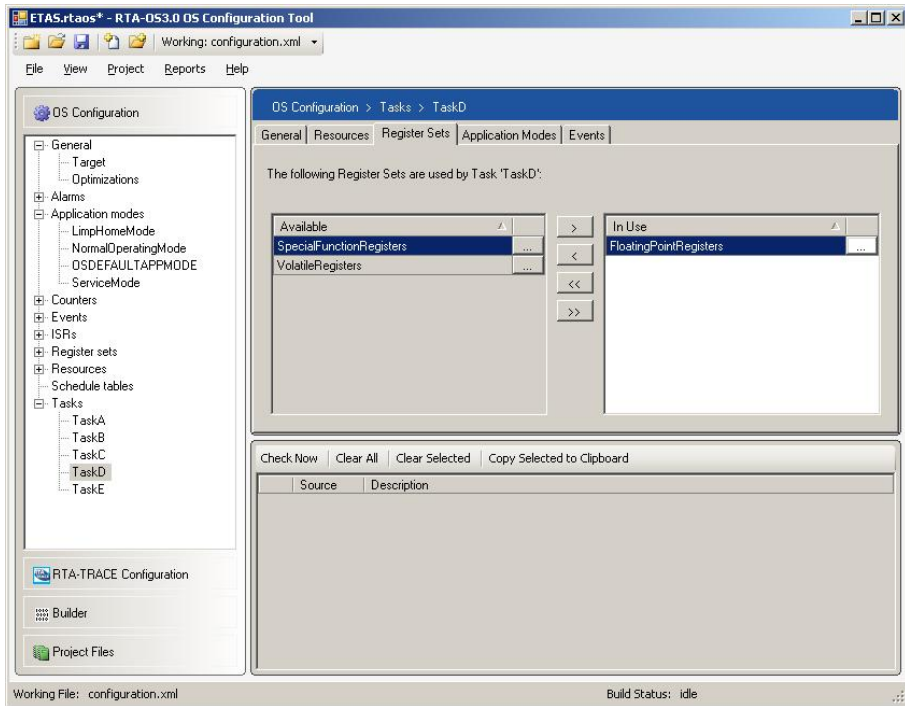 ETAS.rtaos* - RTA-OS3.0 OS Configuration Tool
Working: configuration.xml
File View Project Reports Help
OS Configuration
General
Target
Optimizations
Alarms
Application modes
LimpHomeMode
NormalOperatingMode
OSDEFAULTAPPMODE
ServiceMode
Counters
Events
ISRs
Register sets
Resources
Schedule tables
Tasks
TaskA
TaskB
TaskC
TaskD
TaskE
RTA-TRACE Configuration
Builder
Project Files
OS Configuration > Tasks > TaskD
General Resources Register Sets Application Modes Events
The following Register Sets are used by Task 'TaskD':
Available
SpecialFunctionRegisters ...
VolatileRegisters ...
>
<
<<
>>
In Use
FloatingPointRegisters ...
Check Now Clear All Clear Selected Copy Selected to Clipboard
Source Description
Working File: configuration.xml Build Status: idle